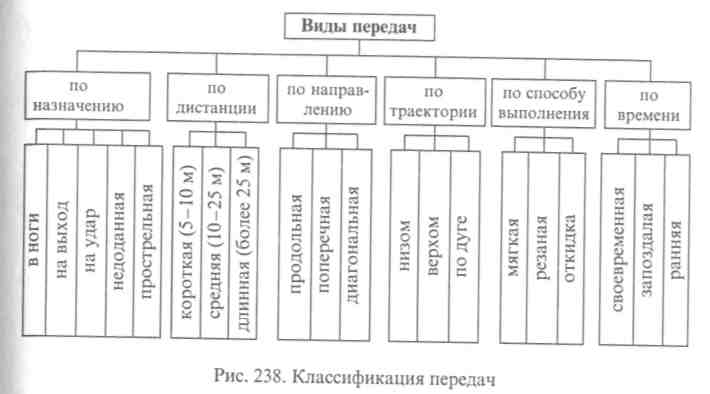 Виды передач
по
назначению
по
дистанции
по направ-
лению
по
траектории
по способу
выполнения
по
времени
в ноги
на выход
на удар
недоданная
прострельная
короткая (5–10 м)
средняя (10–25 м)
длинная (более 25 м)
продольная
поперечная
диагональная
низом
верхом
по дуге
мягкая
резаная
откидка
своевременная
запоздалая
ранняя
Рис. 238. Классификация передач